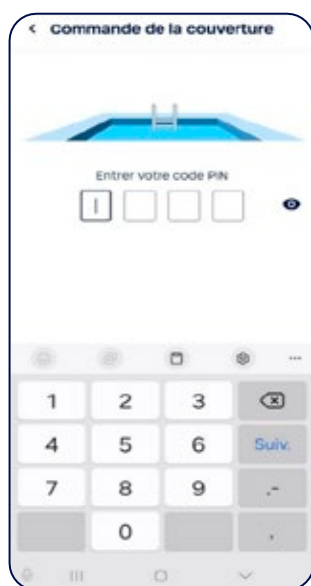 < Commande de la couverture
Entrer votre code PIN
1 2 3
4 5 6 Suiv.
7 8 9 .-
0 ,